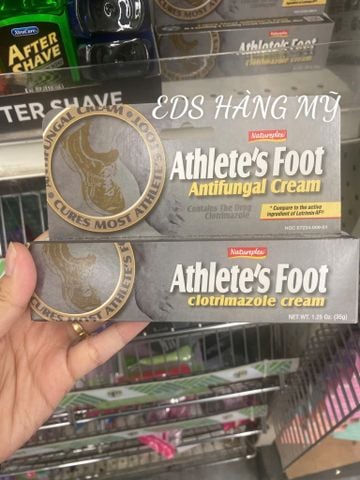 XtraCare
AFTER
SHAVE
Athlete's Foot
TER SHAVE
EDS HÀNG MỸ
ANTIFUNGAL CREAM • FOOT
CURES MOST ATHLETE'S
Natureplex
Athlete's Foot
Antifungal Cream
Contains The Drug
Clotrimazole
* Compare to the active
ingredient of Lotrimin AF®
CURES MOST ATHLETE'S
Natureplex
Athlete's Foot
clotrimazole cream
NET WT. 1.25 Oz. (35g)